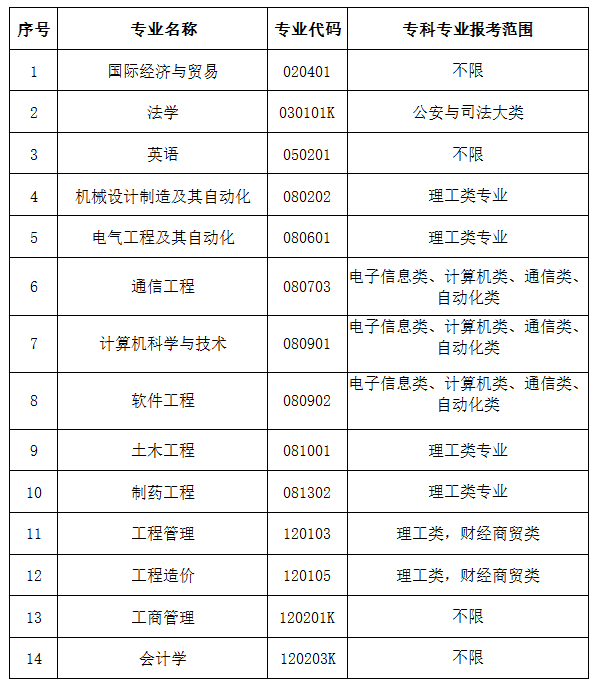 序号 专业名称 专业代码 专科专业报考范围
1 国际经济与贸易 020401 不限
2 法学 030101K 公安与司法大类
3 英语 050201 不限
4 机械设计制造及其自动化 080202 理工类专业
5 电气工程及其自动化 080601 理工类专业
6 通信工程 080703 电子信息类、计算机类、通信类、
自动化类
7 计算机科学与技术 080901 电子信息类、计算机类、通信类、
自动化类
8 软件工程 080902 电子信息类、计算机类、通信类、
自动化类
9 土木工程 081001 理工类专业
10 制药工程 081302 理工类专业
11 工程管理 120103 理工类，财经商贸类
12 工程造价 120105 理工类，财经商贸类
13 工商管理 120201K 不限
14 会计学 120203K 不限